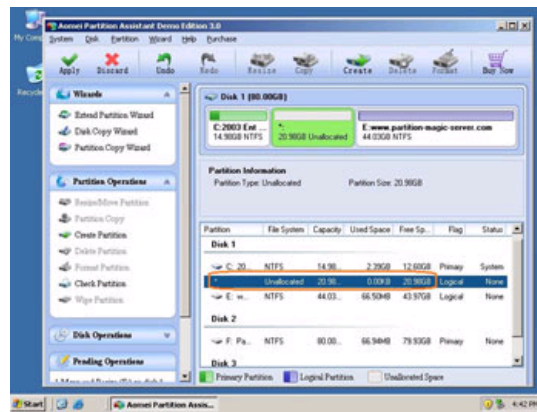 My Comp
Recycle
Aomei Partition Assistant Demo Edition 3.0
System Disk Partition Wizard Help Purchase
Apply Discard Undo Redo Resize Copy Create Delete Format Buy Now
Wizards
Extend Partition Wizard
Disk Copy Wizard
Partition Copy Wizard
Partition Operations
Resize/Move Partition
Partition Copy
Create Partition
Delete Partition
Format Partition
Check Partition
Wipe Partition
Disk Operations
Pending Operations
Disk 1 (80.00GB)
C:2003 Ent ...
14.98GB NTFS
*:
20.98GB Unallocated
E:www.partition-magic-server.com
44.03GB NTFS
Partition Information
Partition Type: Unallocated Partition Size: 20.98GB
Partition File System Capacity Used Space Free Sp... Flag Status
Disk 1
C: 20... NTFS 14.98... 2.39GB 12.60GB Primary System
* Unallocated 20.98... 0.00KB 20.98GB Logical None
E: w... NTFS 44.03... 66.50MB 43.97GB Logical None
Disk 2
F: Pa... NTFS 80.00... 66.94MB 79.93GB Primary None
Disk 3
Primary Partition Logical Partition Unallocated Space
Start Aomei Partition Assis... 4:42 PM